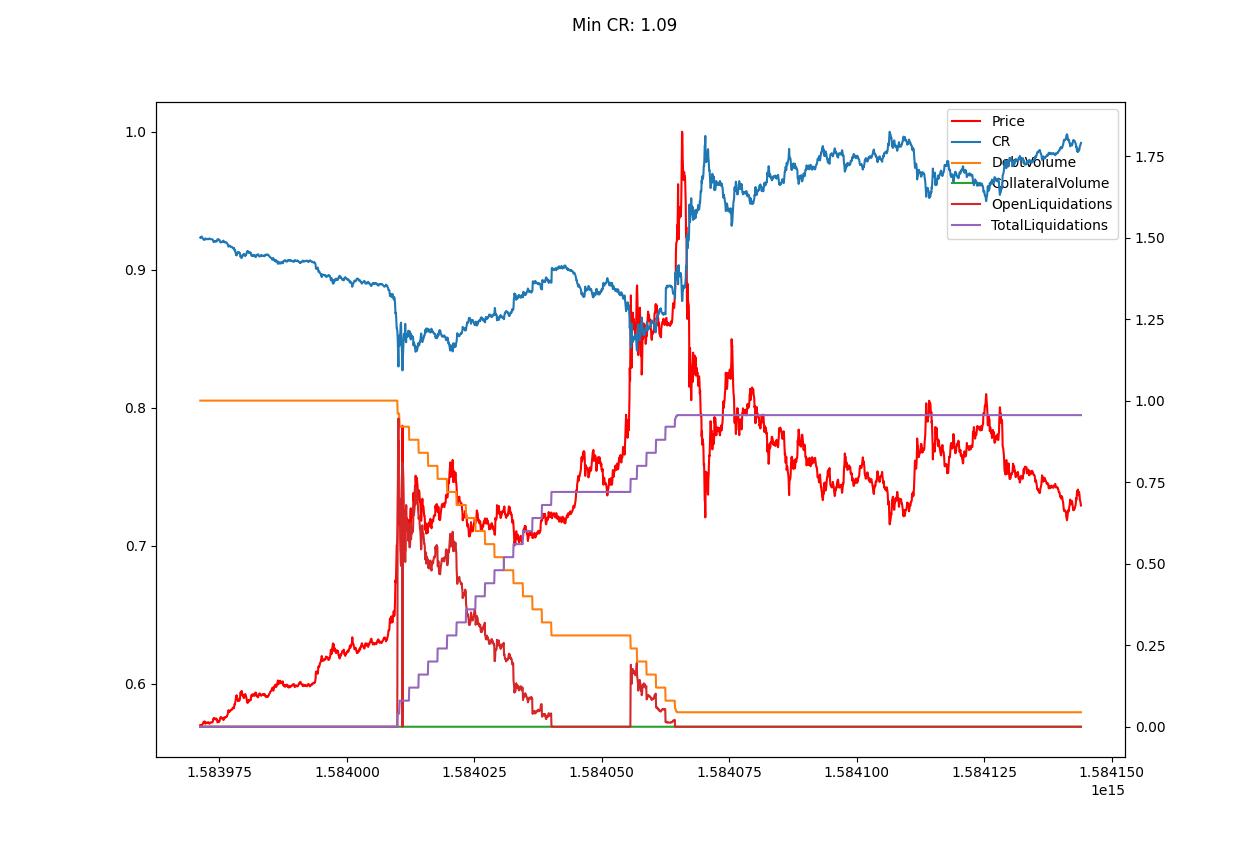 Min CR: 1.09
1.0
0.9
0.8
0.7
0.6
Price
CR
DebtVolume
CollateralVolume
OpenLiquidations
TotalLiquidations
1.75
1.50
1.25
1.00
0.75
0.50
0.25
0.00
1.583975 1.584000 1.584025 1.584050 1.584075 1.584100 1.584125 1.584150
1e15